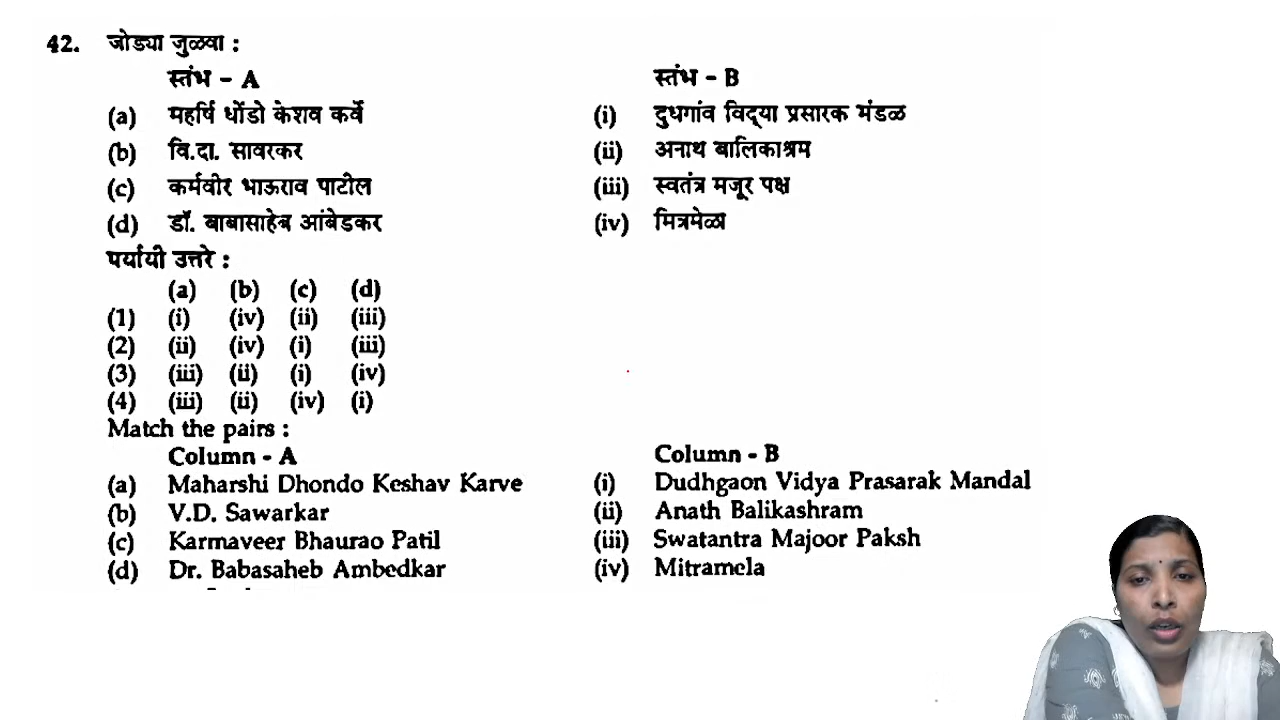 42. जोड्या जुळवा :
स्तंभ - A स्तंभ - B
(a) महर्षि धोंडो केशव कर्वे (i) दुधगांव विद्या प्रसारक मंडळ
(b) वि.दा. सावरकर (ii) अनाथ बालिकाश्रम
(c) कर्मवीर भाऊराव पाटील (iii) स्वतंत्र मजूर पक्ष
(d) डॉ. बाबासाहेब आंबेडकर (iv) मित्रमेळा
पर्यायी उत्तरे :
(a) (b) (c) (d)
(1) (i) (iv) (ii) (iii)
(2) (ii) (iv) (i) (iii)
(3) (iii) (ii) (i) (iv)
(4) (iii) (ii) (iv) (i)
Match the pairs :
Column - A Column - B
(a) Maharshi Dhondo Keshav Karve (i) Dudhgaon Vidya Prasarak Mandal
(b) V.D. Sawarkar (ii) Anath Balikashram
(c) Karmaveer Bhaurao Patil (iii) Swatantra Majoor Paksh
(d) Dr. Babasaheb Ambedkar (iv) Mitramela